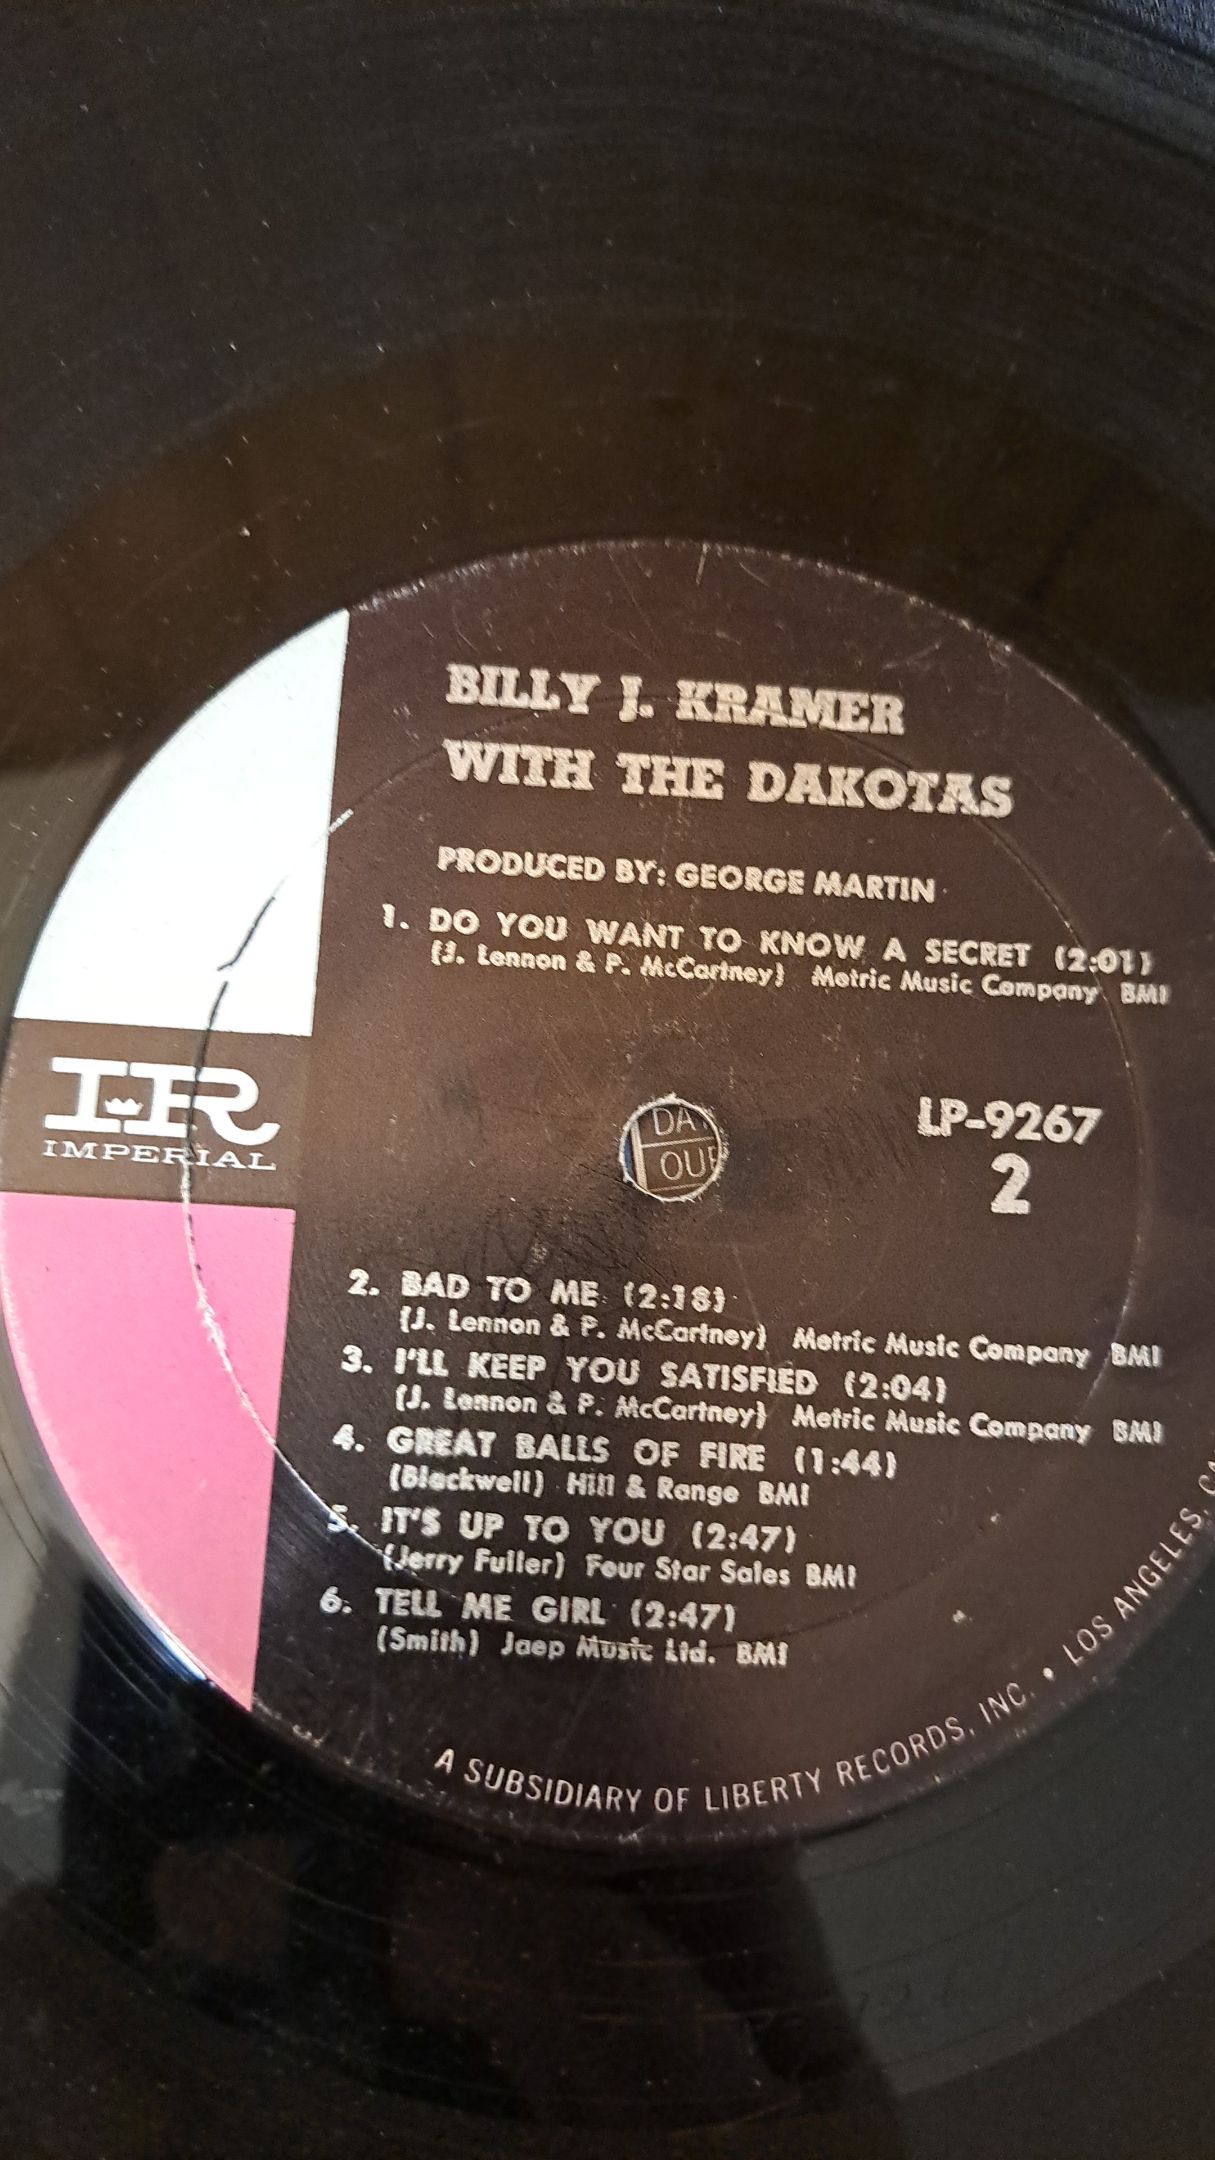 BILLY J. KRAMER
WITH THE DAKOTAS
PRODUCED BY: GEORGE MARTIN
1. DO YOU WANT TO KNOW A SECRET (2:01)
(J. Lennon & P. McCartney) Metric Music Company BMI
IR
IMPERIAL
DA
OU
LP-9267
2
2. BAD TO ME (2:18)
(J. Lennon & P. McCartney) Metric Music Company BMI
3. I'LL KEEP YOU SATISFIED (2:04)
(J. Lennon & P. McCartney) Metric Music Company BMI
4. GREAT BALLS OF FIRE (1:44)
(Blackwell) Hill & Range BMI
5. IT'S UP TO YOU (2:47)
(Jerry Fuller) Four Star Sales BMI
6. TELL ME GIRL (2:47)
(Smith) Jaep Music Ltd. BMI
A SUBSIDIARY OF LIBERTY RECORDS, INC. • LOS ANGELES, CA